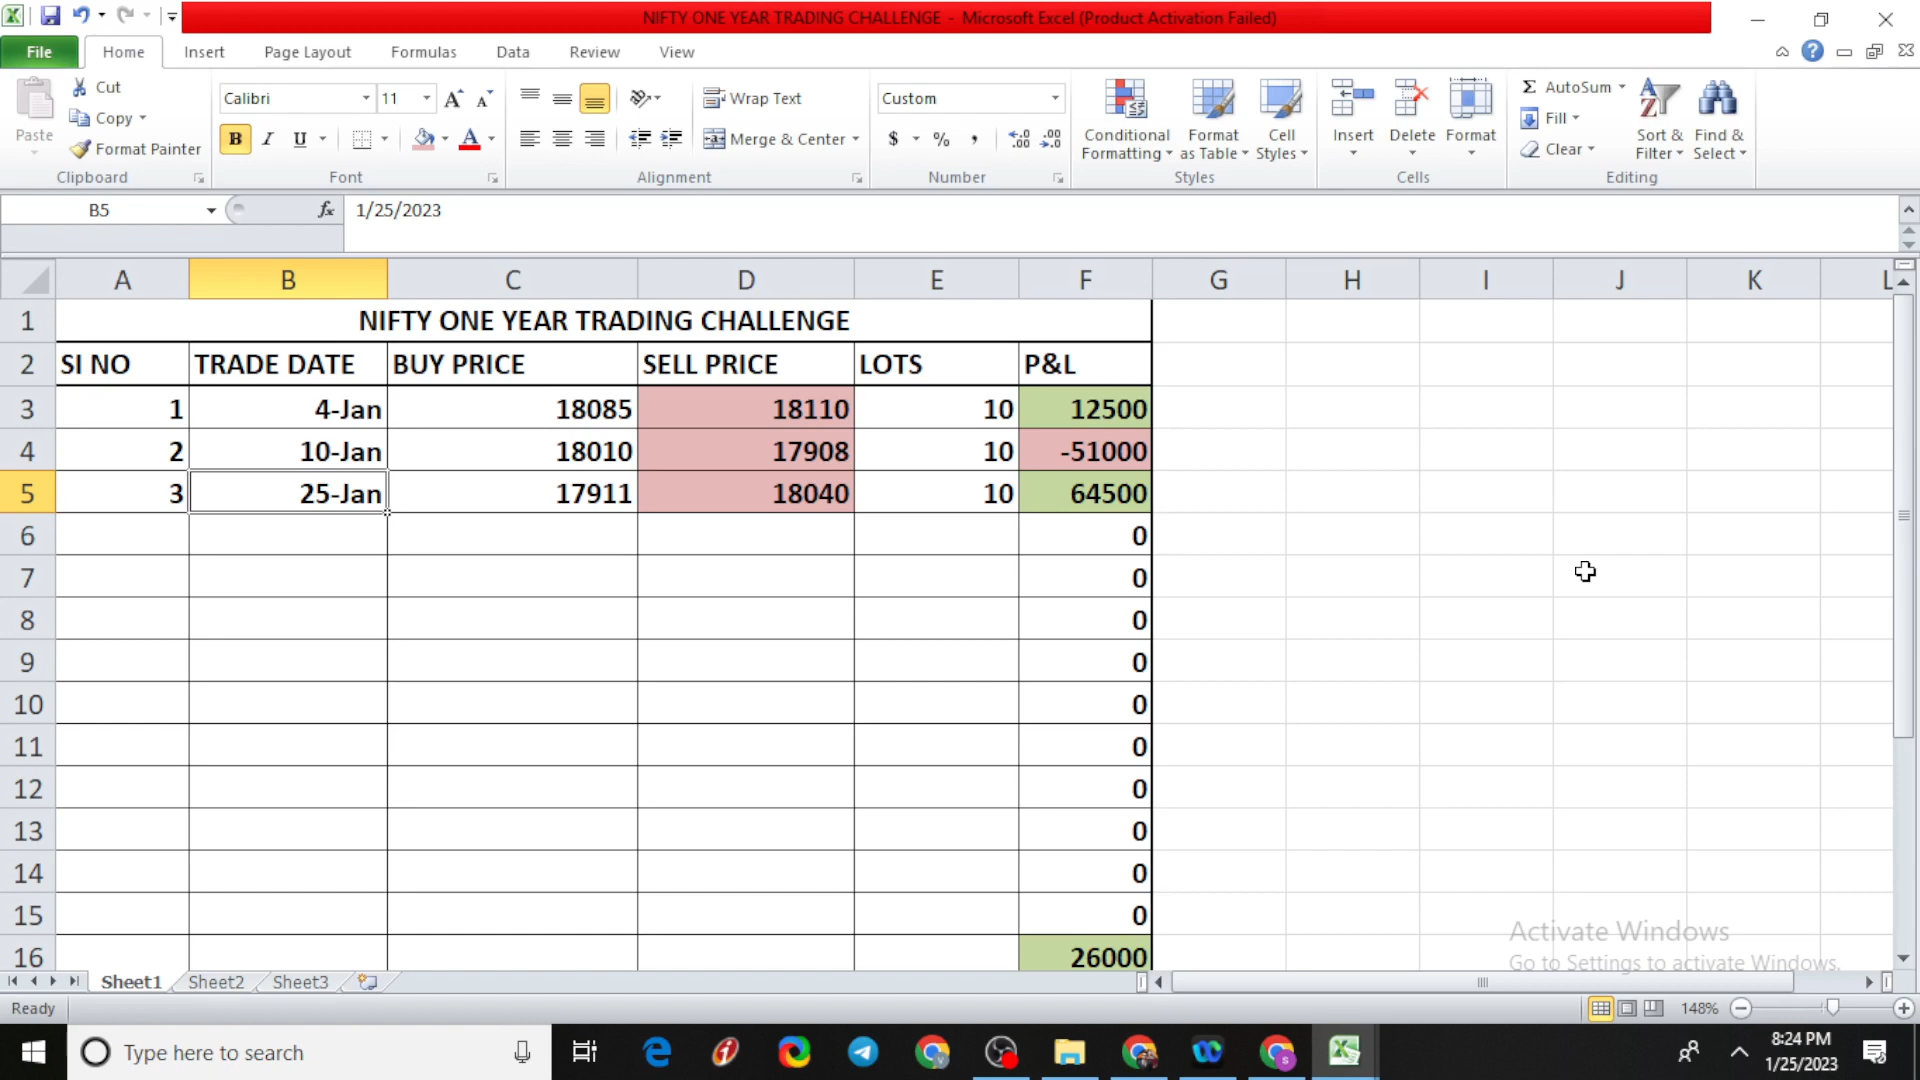 NIFTY ONE YEAR TRADING CHALLENGE - Microsoft Excel (Product Activation Failed)
File Home Insert Page Layout Formulas Data Review View
Paste
Cut
Copy
Format Painter
Clipboard
Calibri 11
B I U A
Font
Wrap Text
Merge & Center
Alignment
Custom
$ % ,
Number
Conditional Formatting
Format as Table
Cell Styles
Styles
Insert Delete Format
Cells
Σ AutoSum
Fill
Clear
Sort & Filter
Find & Select
Editing
B5 fx 1/25/2023
A B C D E F G H I J K L
1 NIFTY ONE YEAR TRADING CHALLENGE
2 SI NO TRADE DATE BUY PRICE SELL PRICE LOTS P&L
3 1 4-Jan 18085 18110 10 12500
4 2 10-Jan 18010 17908 10 -51000
5 3 25-Jan 17911 18040 10 64500
6 0
7 0
8 0
9 0
10 0
11 0
12 0
13 0
14 0
15 0
16 26000
Activate Windows
Go to Settings to activate Windows.
Sheet1 Sheet2 Sheet3
Ready 148%
Type here to search
8:24 PM
1/25/2023